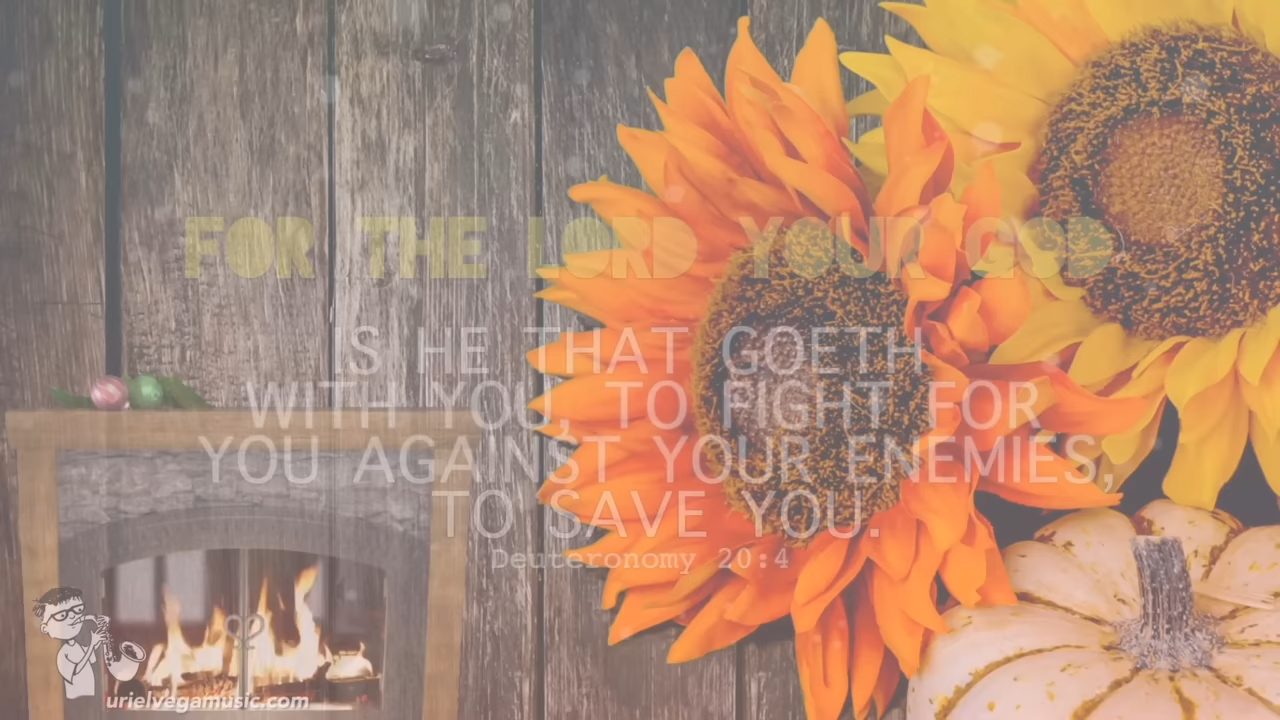 FOR THE LORD YOUR GOD
IS HE THAT GOETH
WITH YOU, TO FIGHT FOR
YOU AGAINST YOUR ENEMIES,
TO SAVE YOU.
Deuteronomy 20:4
urielvegamusic.com